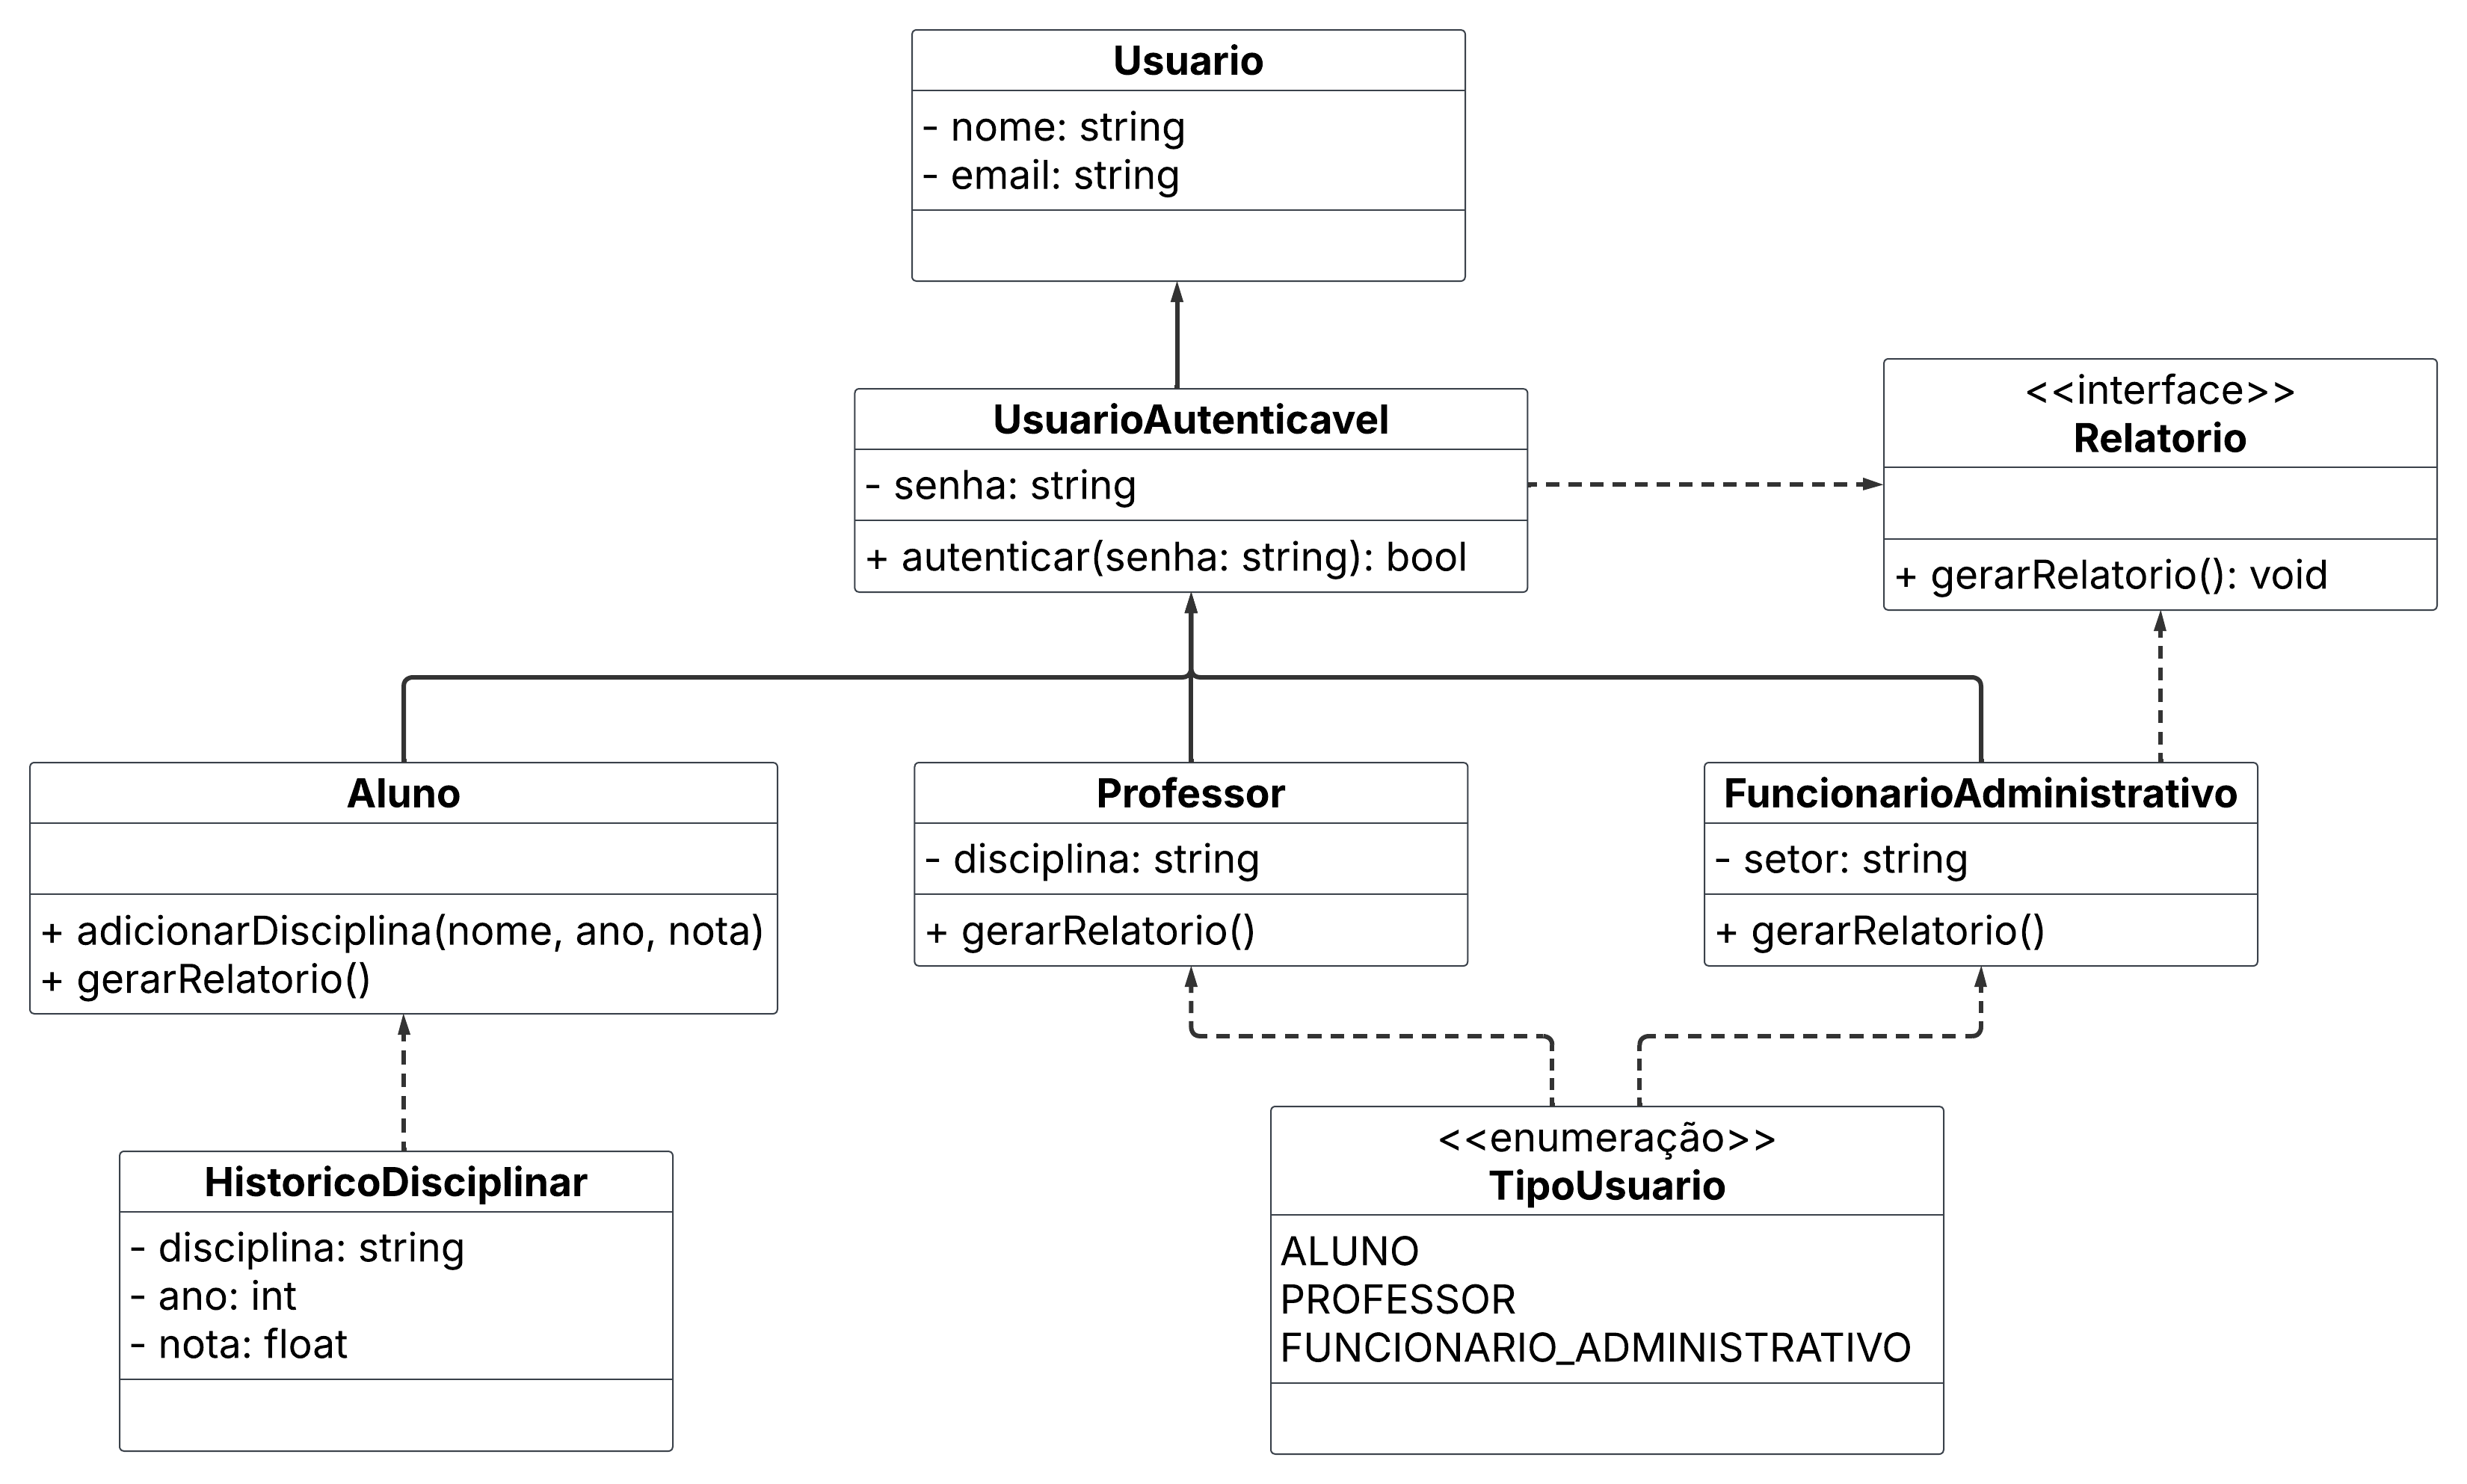 Usuario
- nome: string
- email: string
UsuarioAutenticavel
- senha: string
+ autenticar(senha: string): bool
<<interface>>
Relatorio
+ gerarRelatorio(): void
Aluno
+ adicionarDisciplina(nome, ano, nota)
+ gerarRelatorio()
Professor
- disciplina: string
+ gerarRelatorio()
FuncionarioAdministrativo
- setor: string
+ gerarRelatorio()
HistoricoDisciplinar
- disciplina: string
- ano: int
- nota: float
<<enumeração>>
TipoUsuario
ALUNO
PROFESSOR
FUNCIONARIO_ADMINISTRATIVO